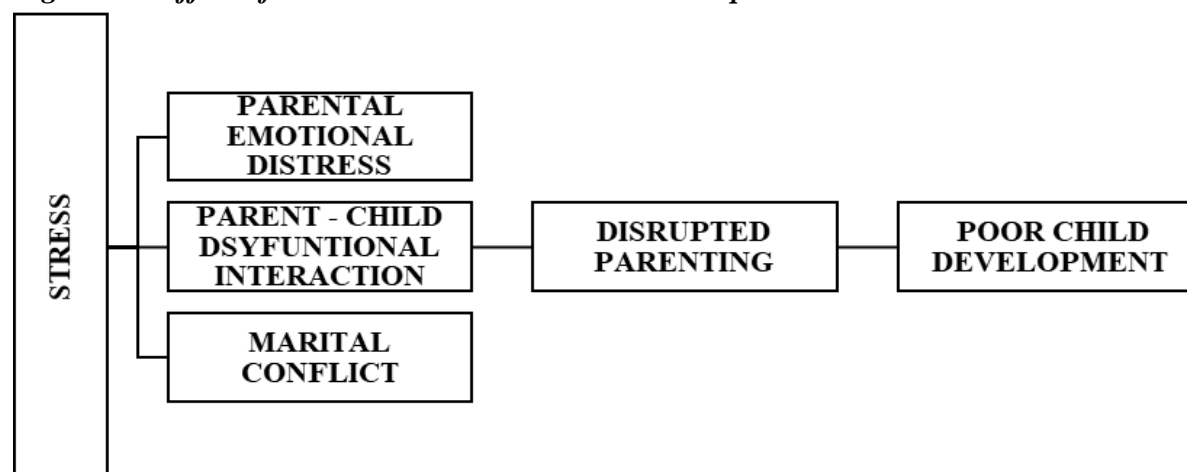 STRESS
PARENTAL
EMOTIONAL
DISTRESS
PARENT - CHILD
DSYFUNTIONAL
INTERACTION
MARITAL
CONFLICT
DISRUPTED
PARENTING
POOR CHILD
DEVELOPMENT